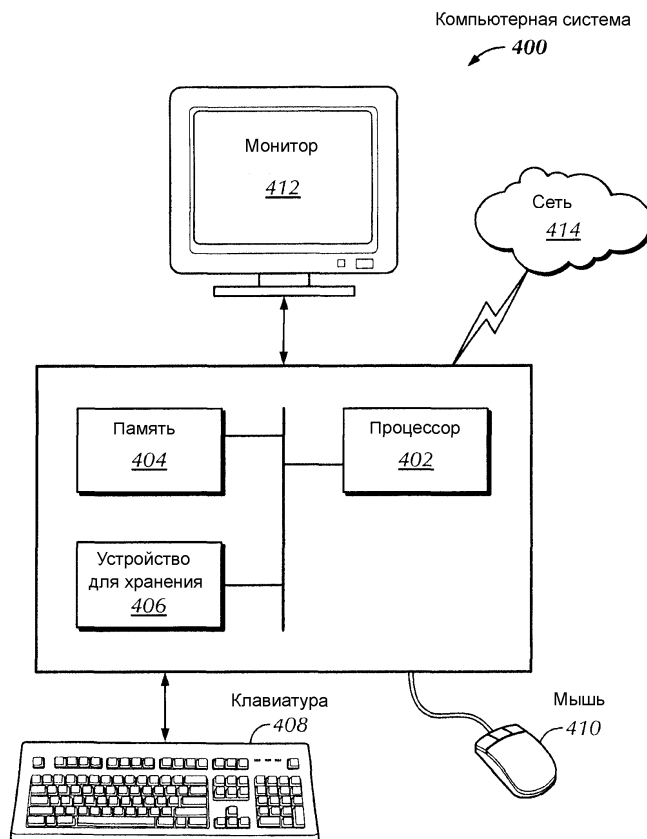 Компьютерная система
400
Монитор
412
Сеть
414
Память
404
Процессор
402
Устройство
для хранения
406
Клавиатура
408
Мышь
410